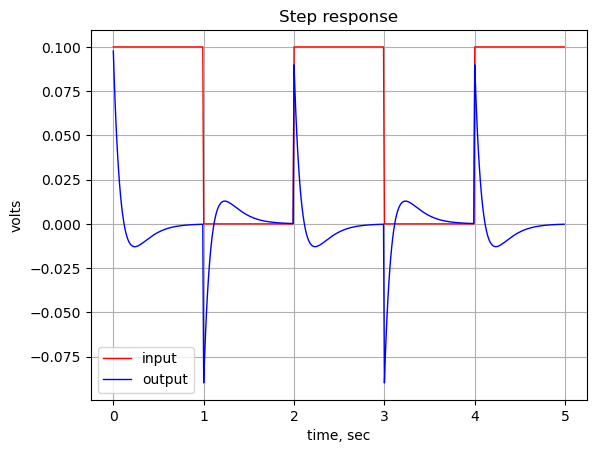 Step response
volts
0.100
0.075
0.050
0.025
0.000
−0.025
−0.050
−0.075
input
output
0 1 2 3 4 5
time, sec